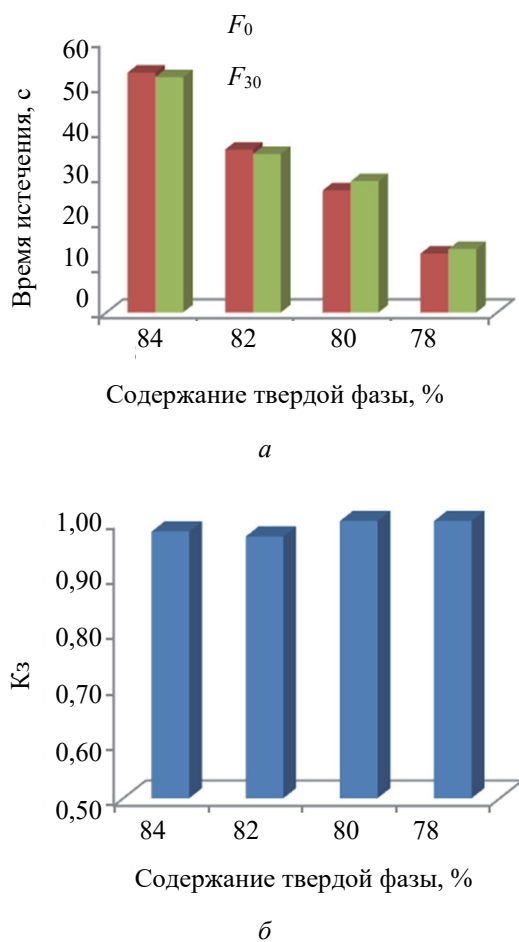 F₀
F₃₀
60
50
40
30
20
10
0
Время истечения, с
84 82 80 78
Содержание твердой фазы, %
а
1,00
0,90
0,80
0,70
0,60
0,50
Кз
84 82 80 78
Содержание твердой фазы, %
б